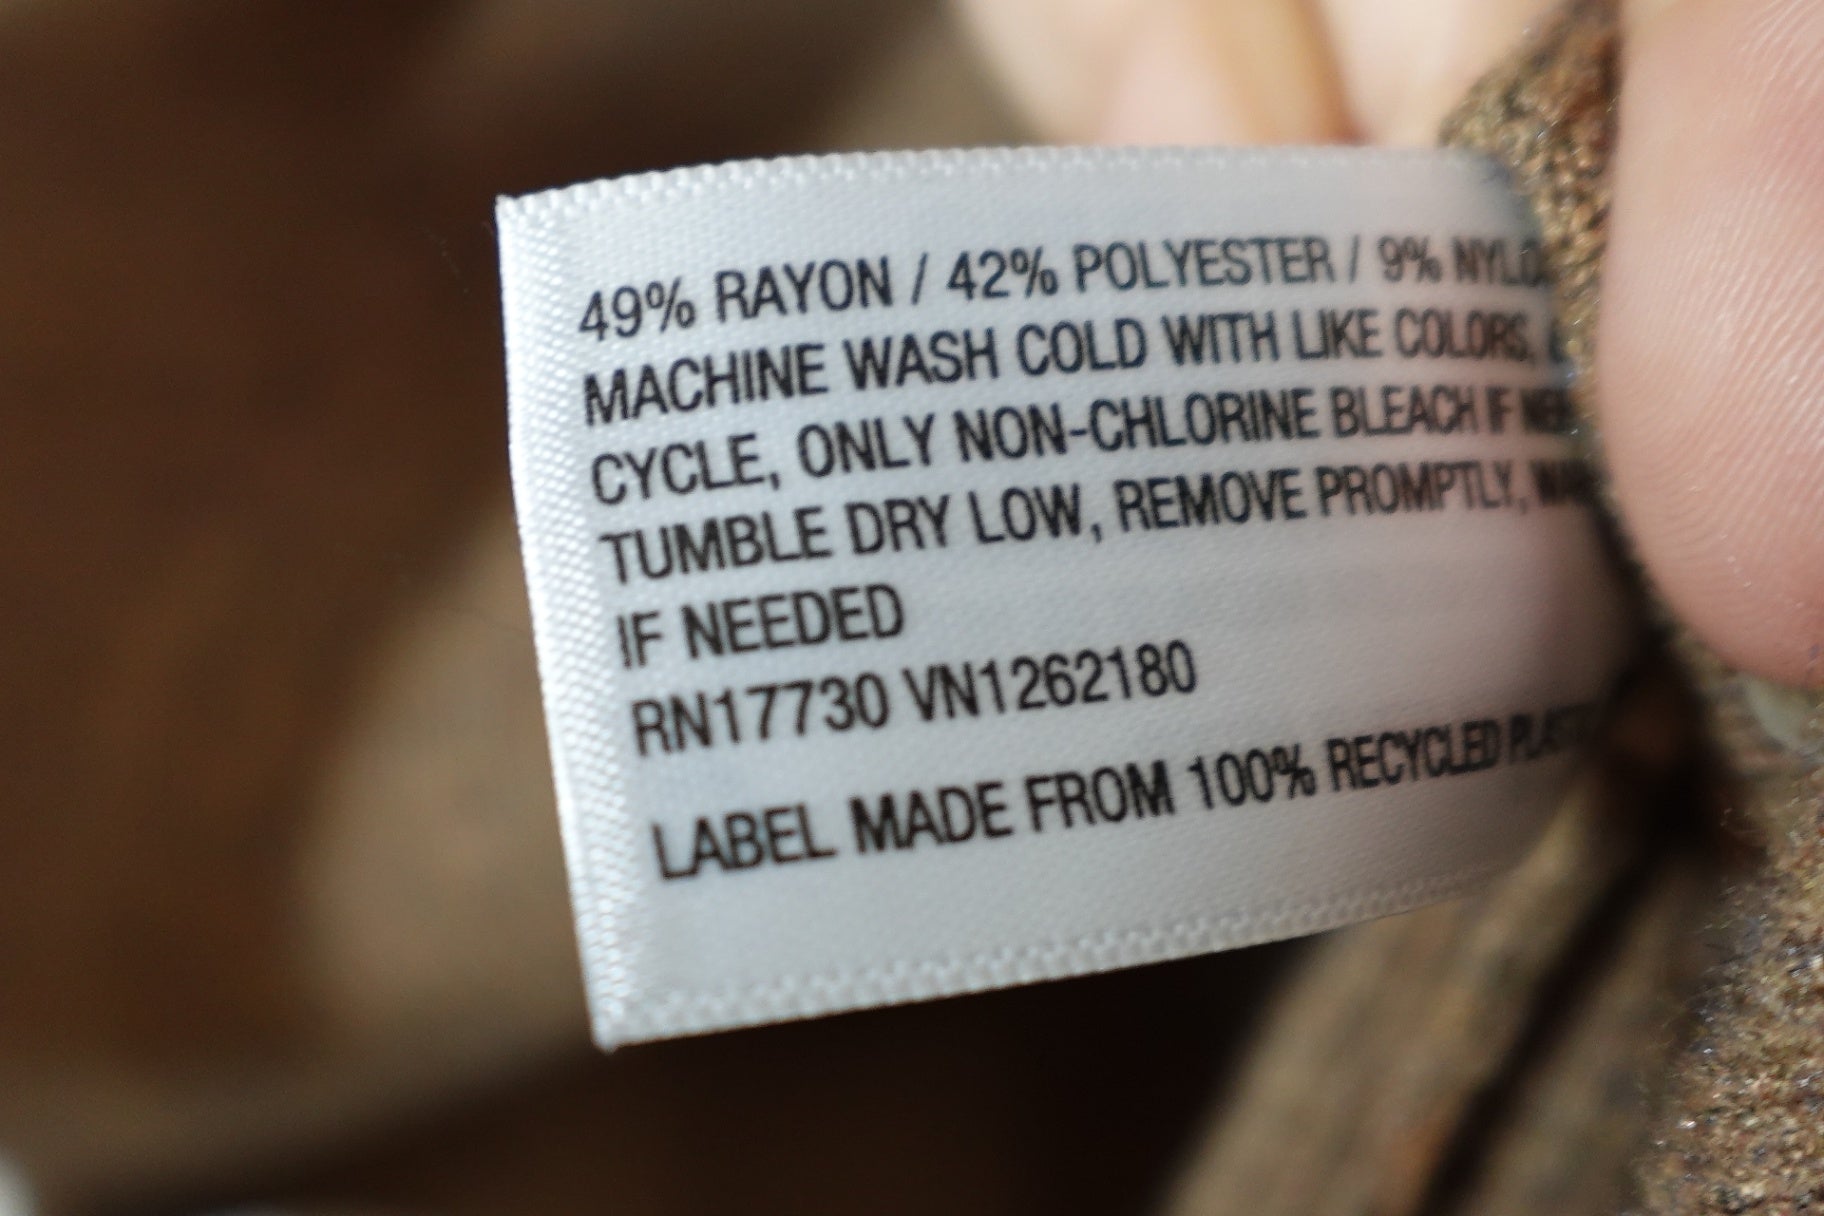 49% RAYON / 42% POLYESTER / 9% NYLO
MACHINE WASH COLD WITH LIKE COLORS,
CYCLE, ONLY NON-CHLORINE BLEACH IF
TUMBLE DRY LOW, REMOVE PROMPTLY,
IF NEEDED
RN17730 VN1262180
LABEL MADE FROM 100% RECYCLED